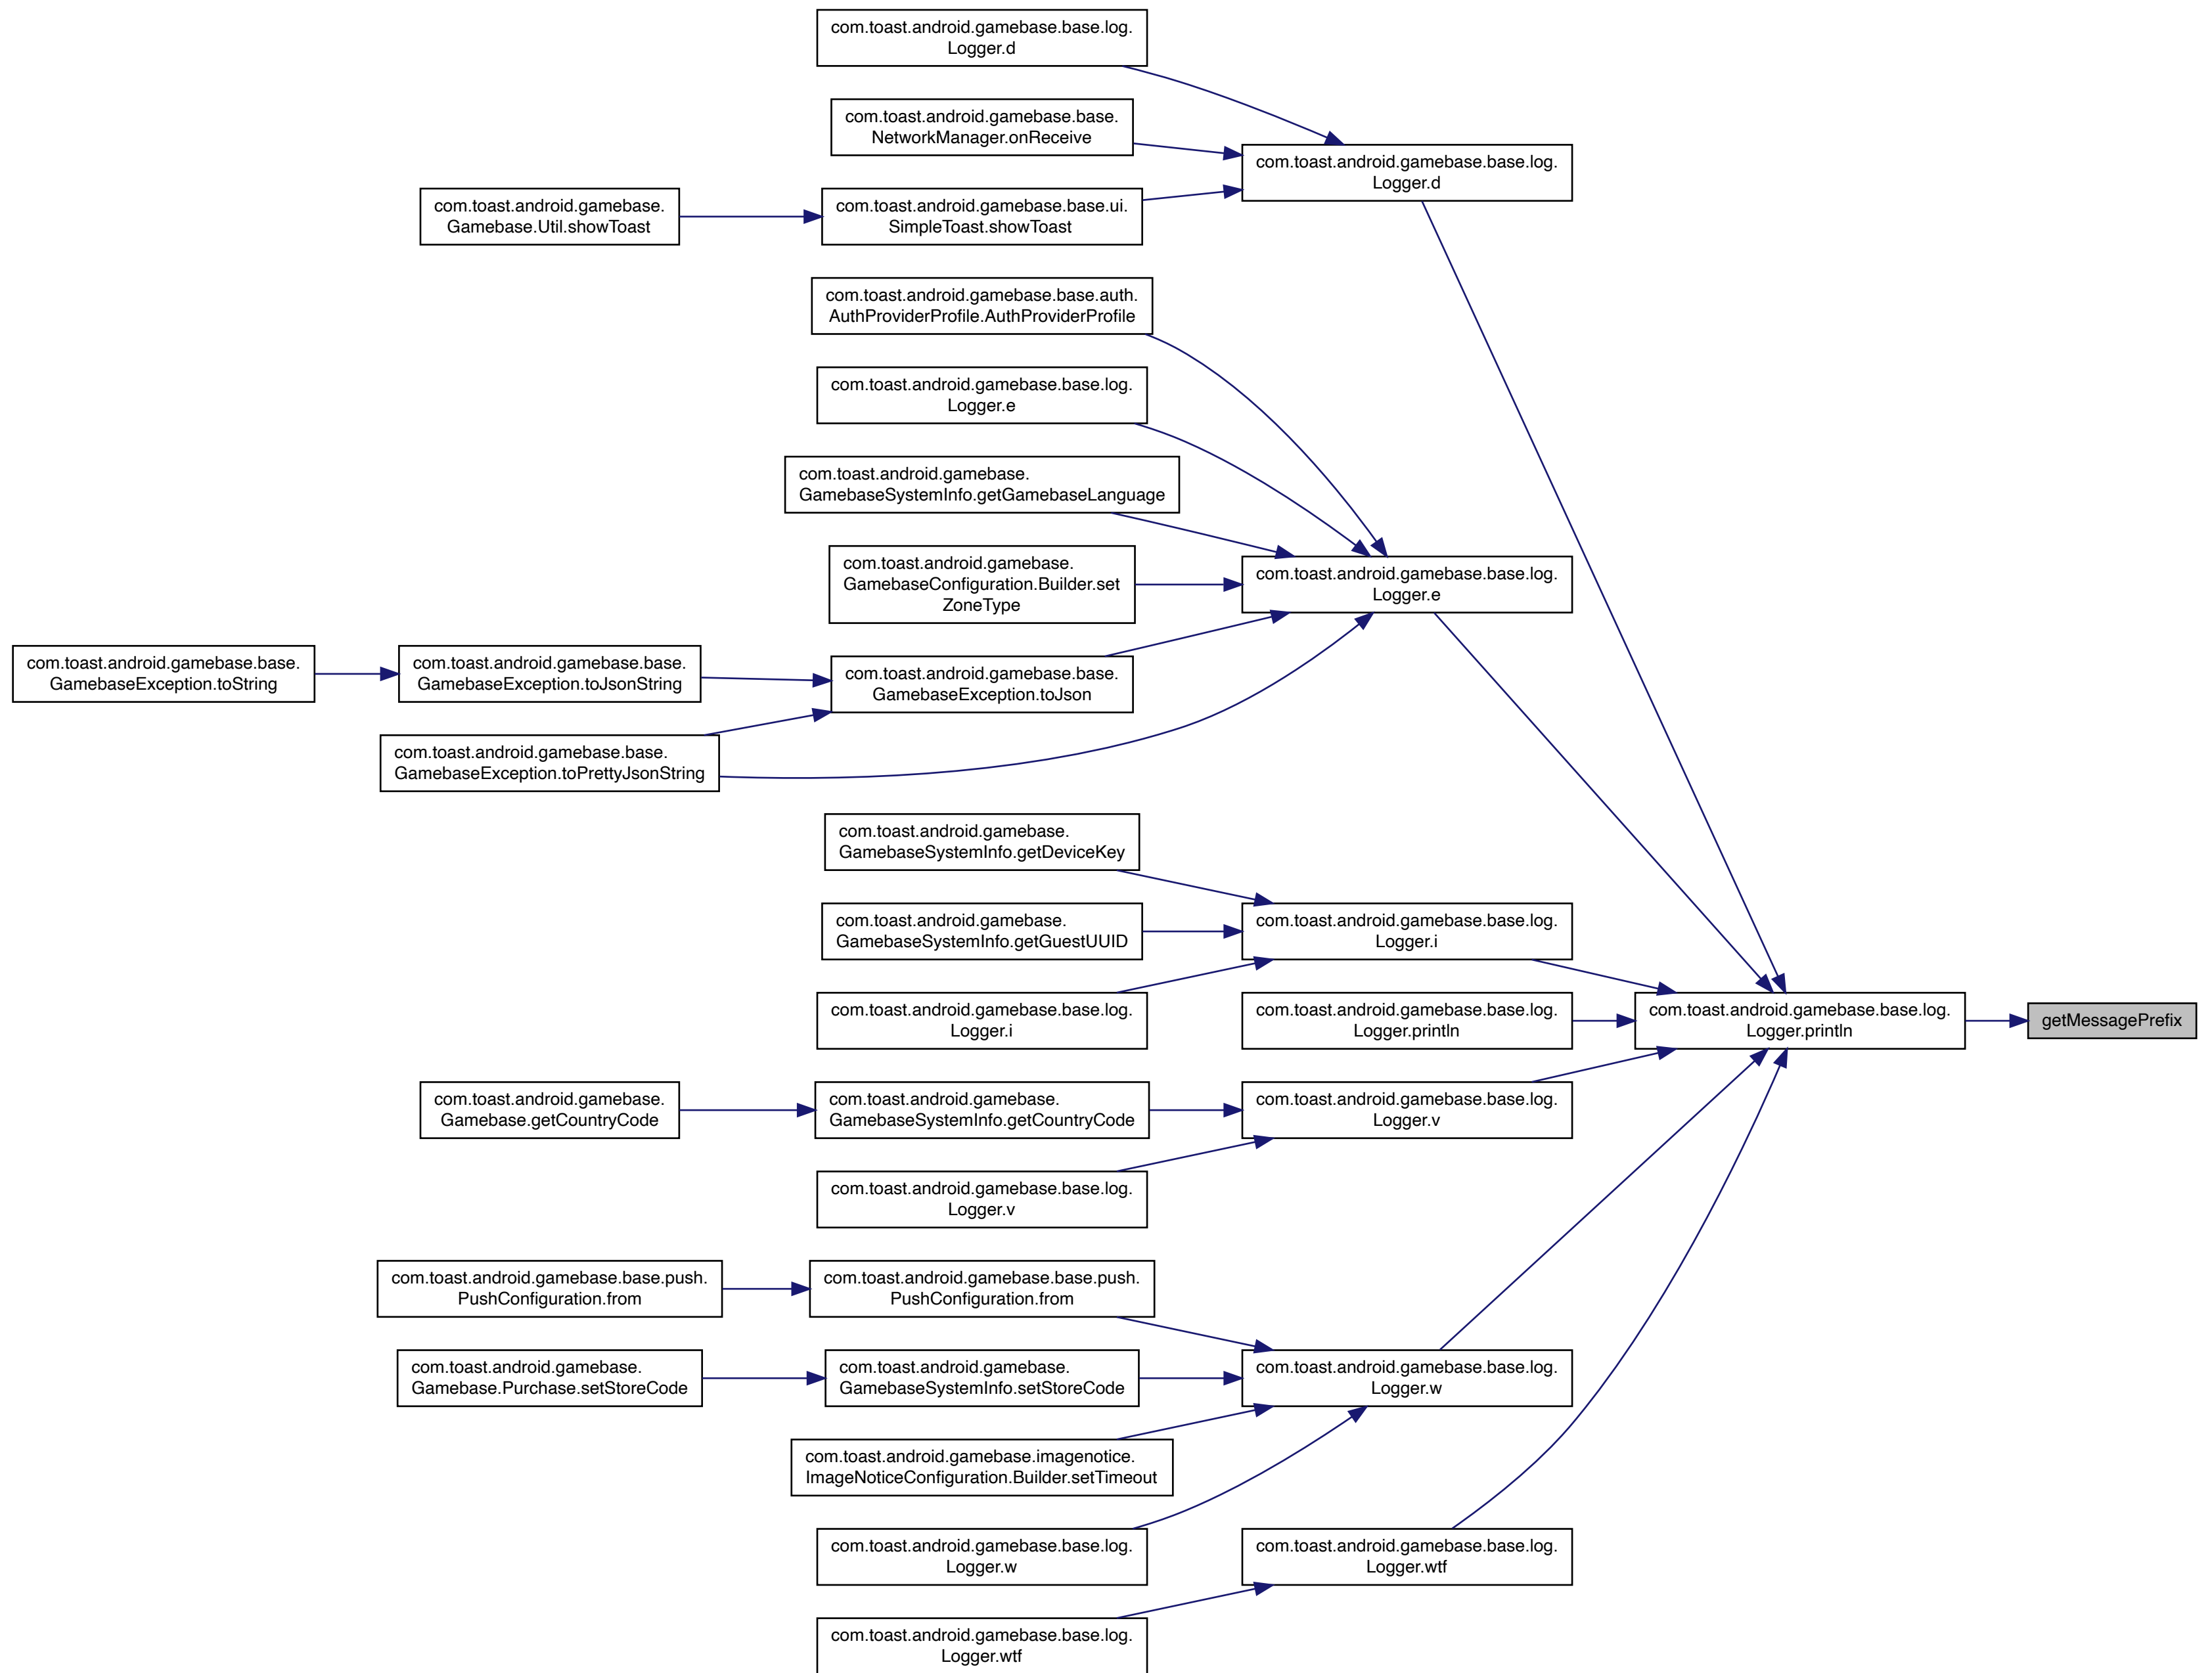 com.toast.android.gamebase.base.log.
Logger.d
com.toast.android.gamebase.base.
NetworkManager.onReceive
com.toast.android.gamebase.base.log.
Logger.d
com.toast.android.gamebase.
Gamebase.Util.showToast
com.toast.android.gamebase.base.ui.
SimpleToast.showToast
com.toast.android.gamebase.base.auth.
AuthProviderProfile.AuthProviderProfile
com.toast.android.gamebase.base.log.
Logger.e
com.toast.android.gamebase.
GamebaseSystemInfo.getGamebaseLanguage
com.toast.android.gamebase.
GamebaseConfiguration.Builder.set
ZoneType
com.toast.android.gamebase.base.log.
Logger.e
com.toast.android.gamebase.base.
GamebaseException.toString
com.toast.android.gamebase.base.
GamebaseException.toJsonString
com.toast.android.gamebase.base.
GamebaseException.toJson
com.toast.android.gamebase.base.
GamebaseException.toPrettyJsonString
com.toast.android.gamebase.
GamebaseSystemInfo.getDeviceKey
com.toast.android.gamebase.
GamebaseSystemInfo.getGuestUUID
com.toast.android.gamebase.base.log.
Logger.i
com.toast.android.gamebase.base.log.
Logger.i
com.toast.android.gamebase.base.log.
Logger.println
com.toast.android.gamebase.base.log.
Logger.println
getMessagePrefix
com.toast.android.gamebase.
Gamebase.getCountryCode
com.toast.android.gamebase.
GamebaseSystemInfo.getCountryCode
com.toast.android.gamebase.base.log.
Logger.v
com.toast.android.gamebase.base.log.
Logger.v
com.toast.android.gamebase.base.push.
PushConfiguration.from
com.toast.android.gamebase.base.push.
PushConfiguration.from
com.toast.android.gamebase.
Gamebase.Purchase.setStoreCode
com.toast.android.gamebase.
GamebaseSystemInfo.setStoreCode
com.toast.android.gamebase.base.log.
Logger.w
com.toast.android.gamebase.imagenotice.
ImageNoticeConfiguration.Builder.setTimeout
com.toast.android.gamebase.base.log.
Logger.w
com.toast.android.gamebase.base.log.
Logger.wtf
com.toast.android.gamebase.base.log.
Logger.wtf